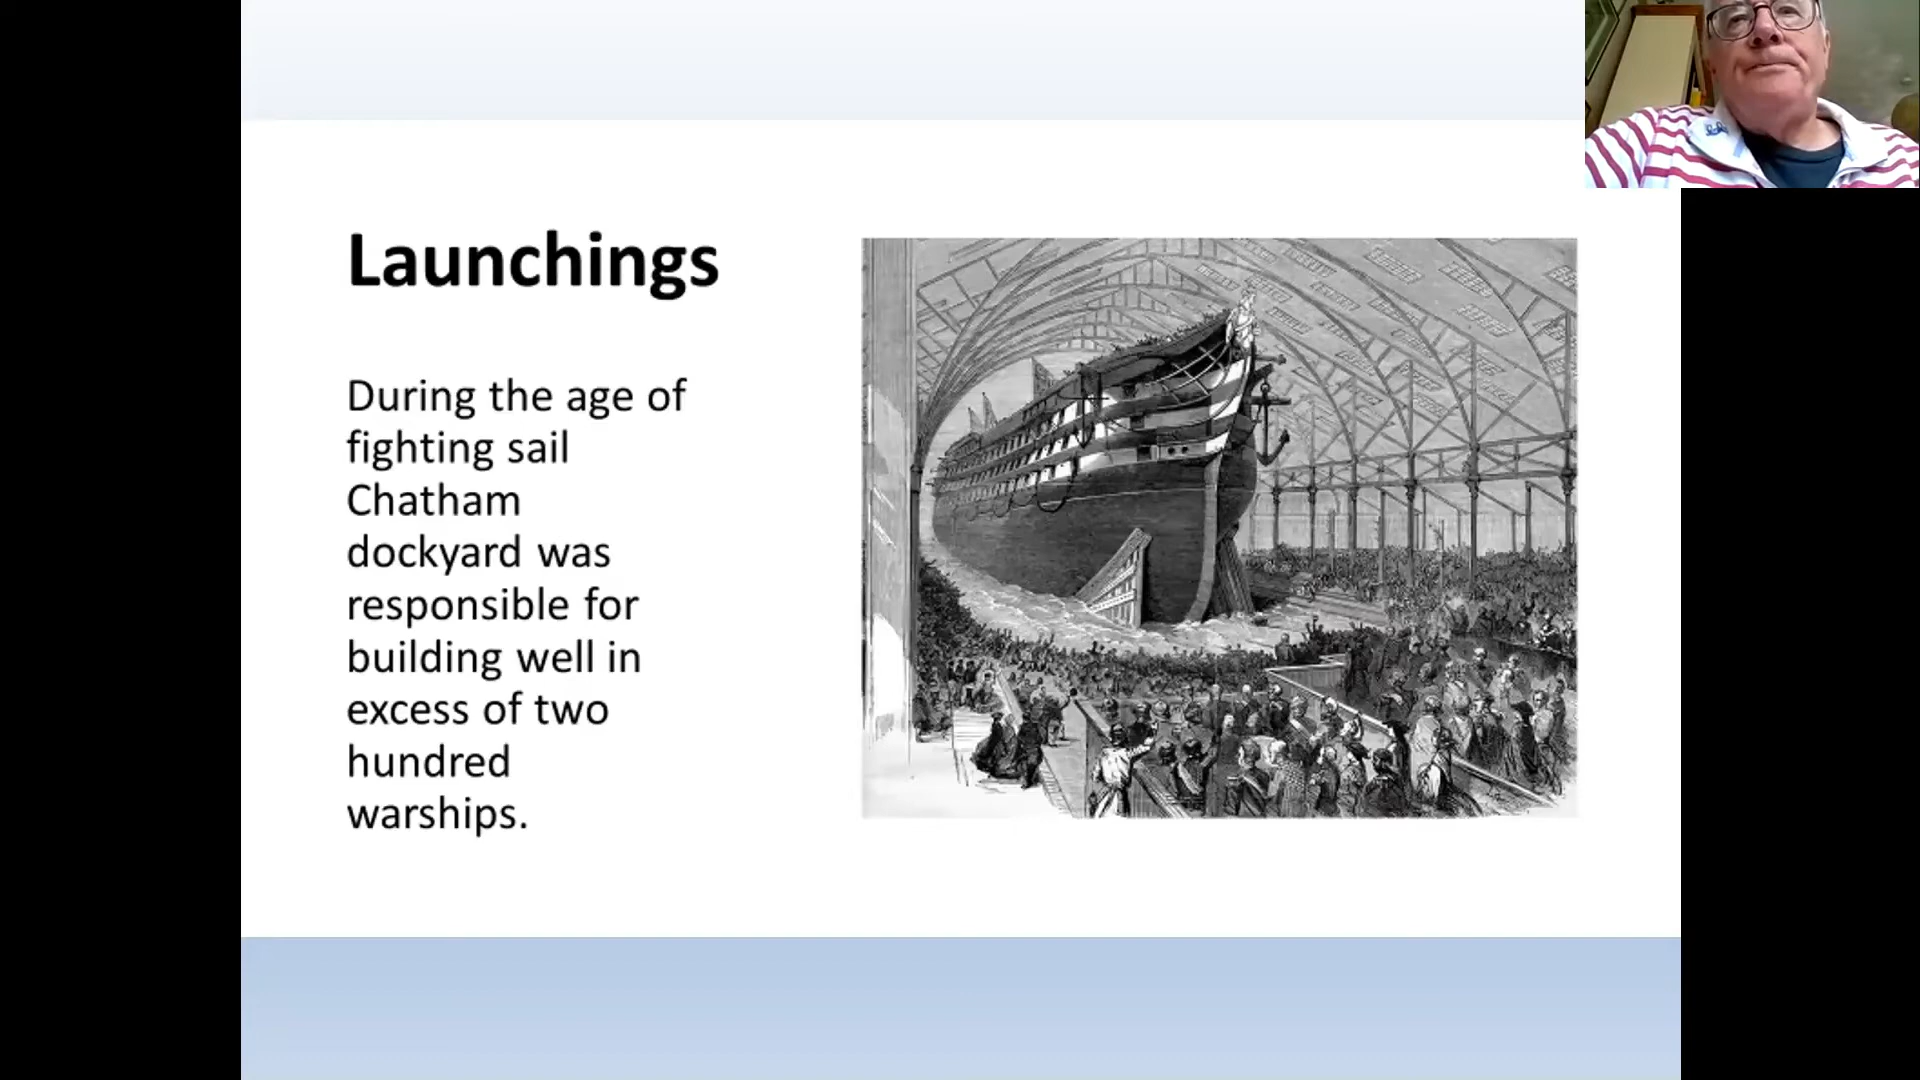 Launchings
During the age of
fighting sail
Chatham
dockyard was
responsible for
building well in
excess of two
hundred
warships.